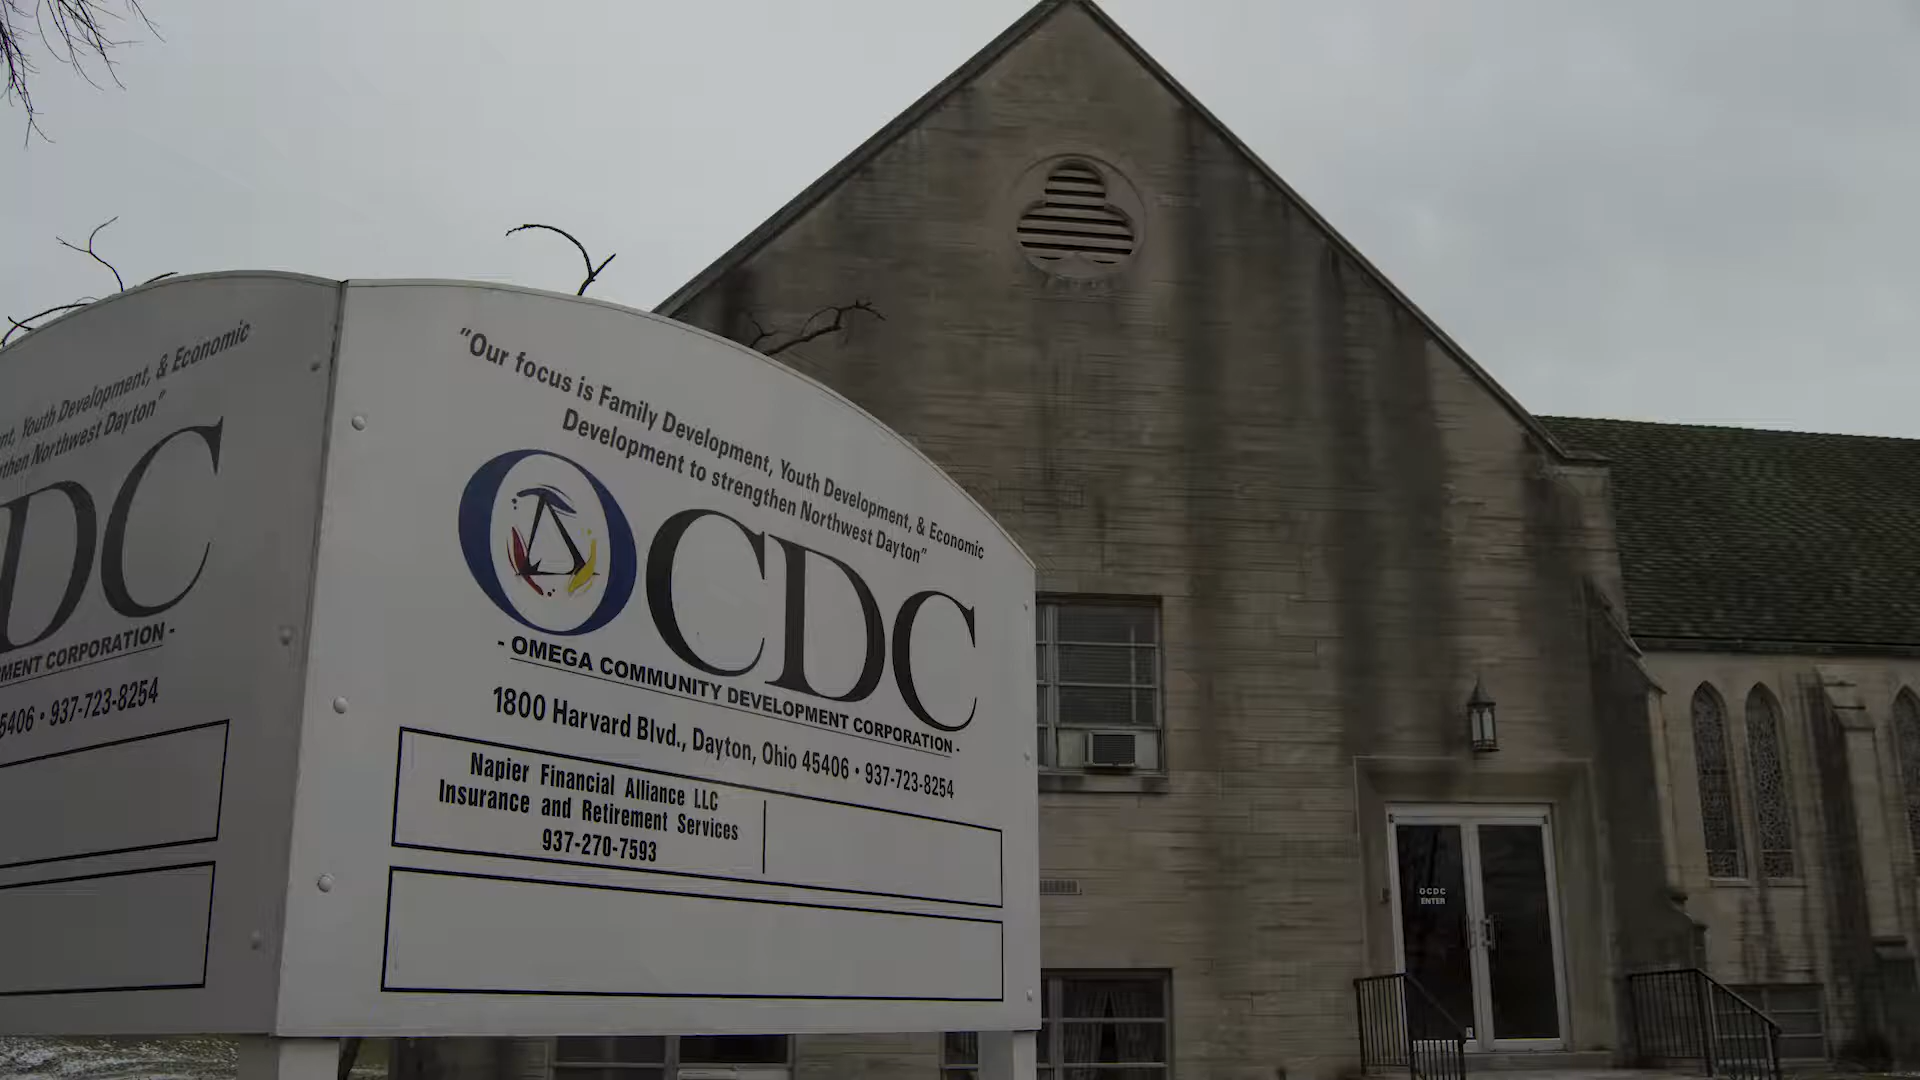 nt, Youth Development, & Economic
Northwest Dayton"
DC
MENT CORPORATION -
5406 • 937-723-8254
"Our focus is Family Development, Youth Development, & Economic
Development to strengthen Northwest Dayton"
OCDC
- OMEGA COMMUNITY DEVELOPMENT CORPORATION -
1800 Harvard Blvd., Dayton, Ohio 45406 • 937-723-8254
Napier Financial Alliance LLC
Insurance and Retirement Services
937-270-7593
OCDC
ENTER